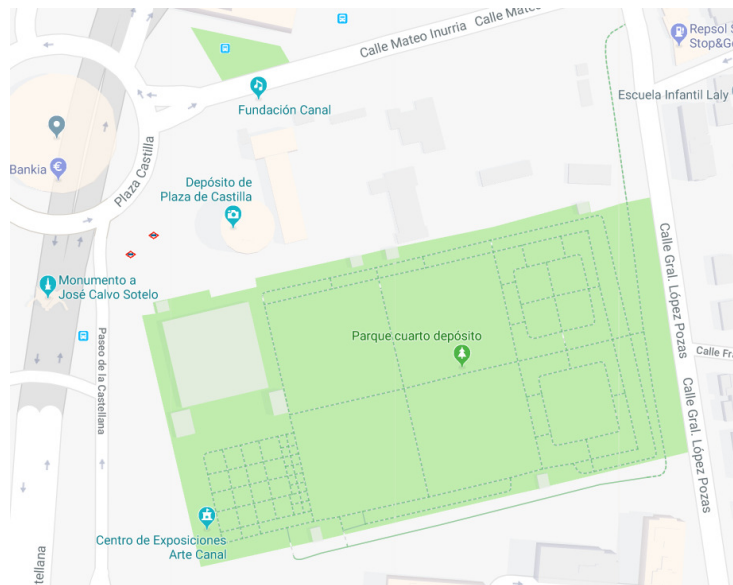 Calle Mateo Inurria
Calle Mateo
Repsol S
Stop&G
Fundación Canal
Escuela Infantil Laly
Bankia
Plaza Castilla
Depósito de
Plaza de Castilla
Monumento a
José Calvo Sotelo
Calle Gral. López Pozas
Parque cuarto depósito
Paseo de la Castellana
Calle Fr
Calle Gral. López Pozas
Centro de Exposiciones
Arte Canal
stellana